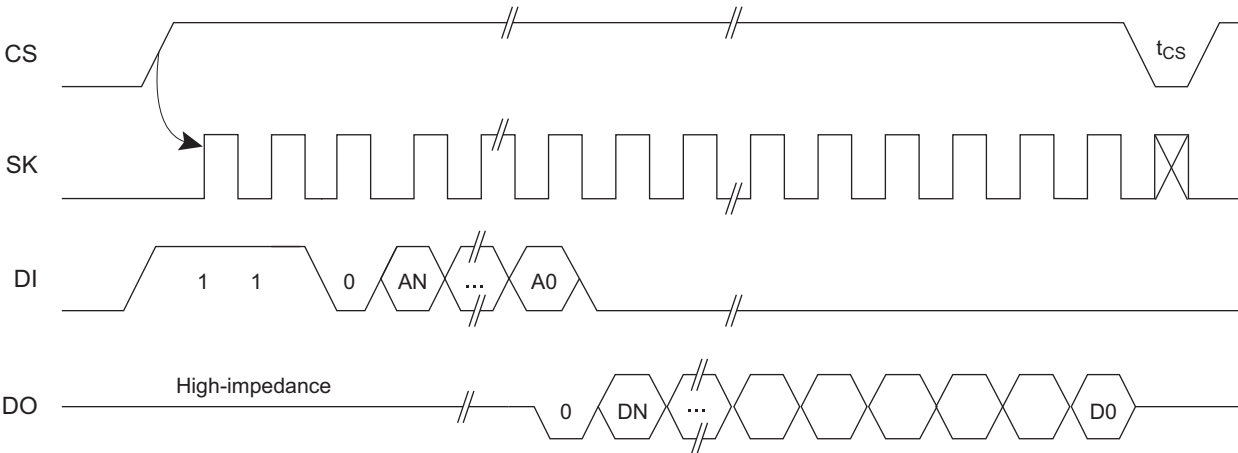 CS
tCS
SK
DI
1 1 0 AN ... A0
DO
High-impedance
0 DN ... D0